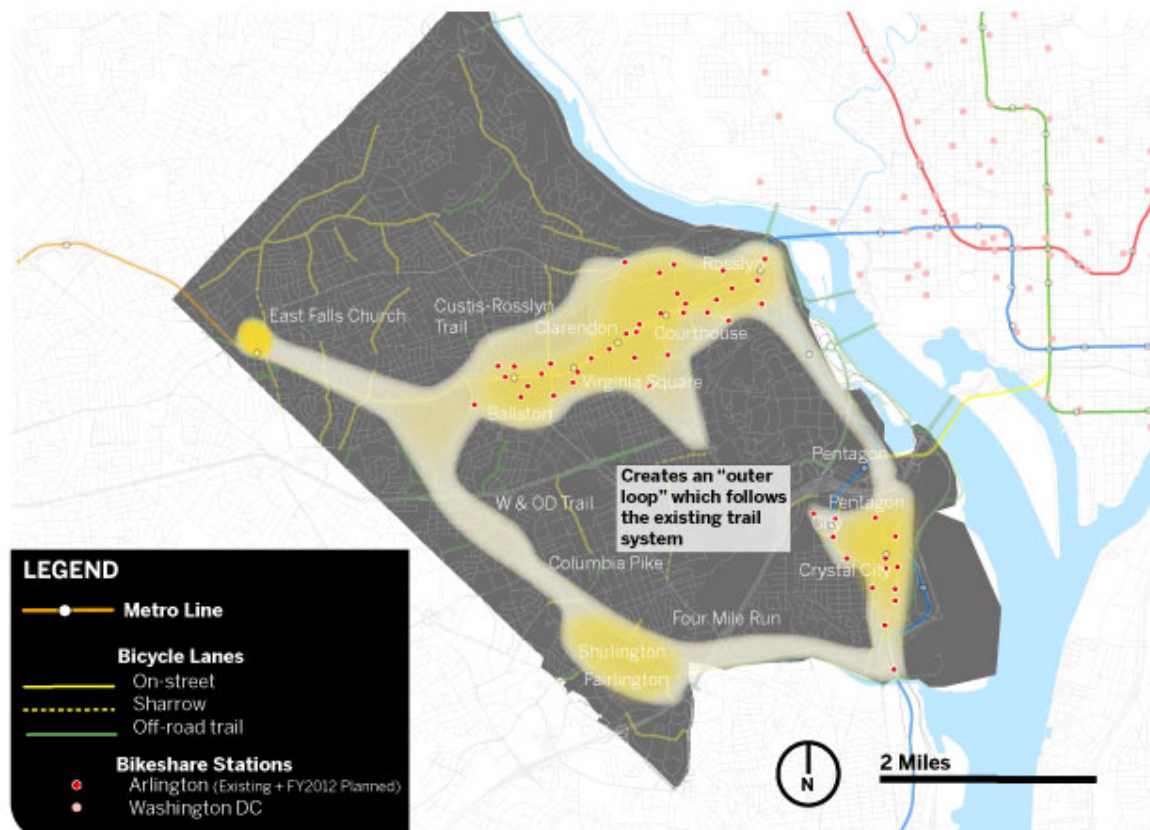 Rosslyn
East Falls Church
Custis-Rosslyn
Trail
Clarendon
Courthouse
Virginia Square
Ballston
Pentagon
Creates an “outer
loop” which follows
the existing trail
system
Pentagon
City
W & OD Trail
Columbia Pike
Crystal City
Four Mile Run
Shirlington
Fairlington
LEGEND
Metro Line
Bicycle Lanes
On-street
Sharrow
Off-road trail
Bikeshare Stations
Arlington (Existing + FY2012 Planned)
Washington DC
N
2 Miles